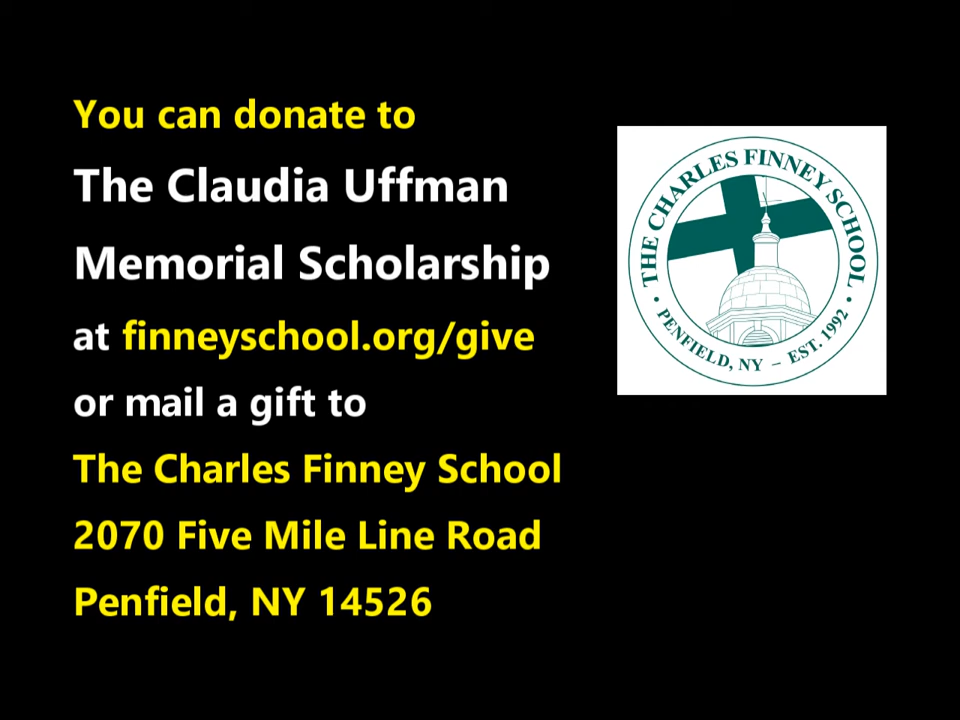 You can donate to
The Claudia Uffman
Memorial Scholarship
at finneyschool.org/give
or mail a gift to
The Charles Finney School
2070 Five Mile Line Road
Penfield, NY 14526
THE CHARLES FINNEY SCHOOL
• PENFIELD, NY – EST. 1992 •